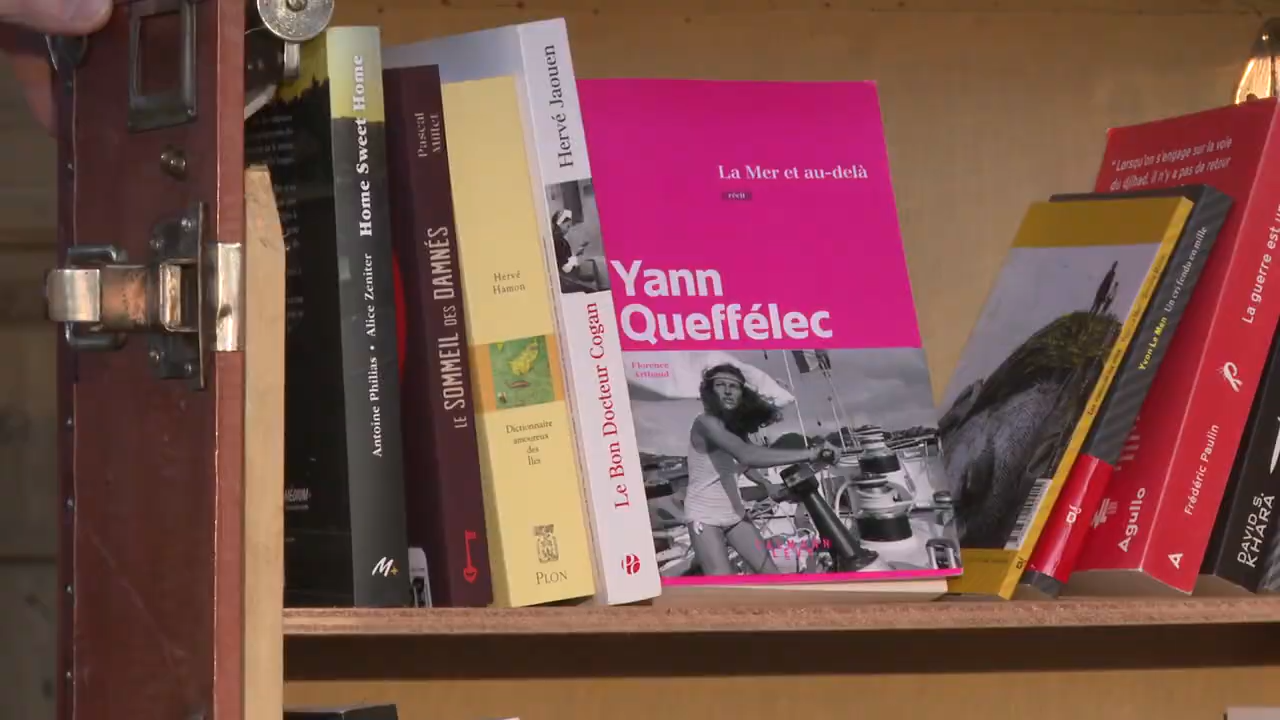 Antoine Philias • Alice Zeniter Home Sweet Home
M+
MÉDIUM+
Pascal
LE SOMMEIL DES DAMNÉS
Hervé
Hamon
Dictionnaire
amoureux
des
Îles
PLON
Hervé Jaouen
Le Bon Docteur Cogan
La Mer et au-delà
récit
Yann
Queffélec
Florence
Arthaud
CALMANN
LÉVY
Yvon Le Men Un cri fendu en mille
" Lorsqu'on s'engage sur la voie
du djihad, il n'y a pas de retour
La guerre est
Frédéric Paulin
Agullo
A
DAVID S.
KHARA